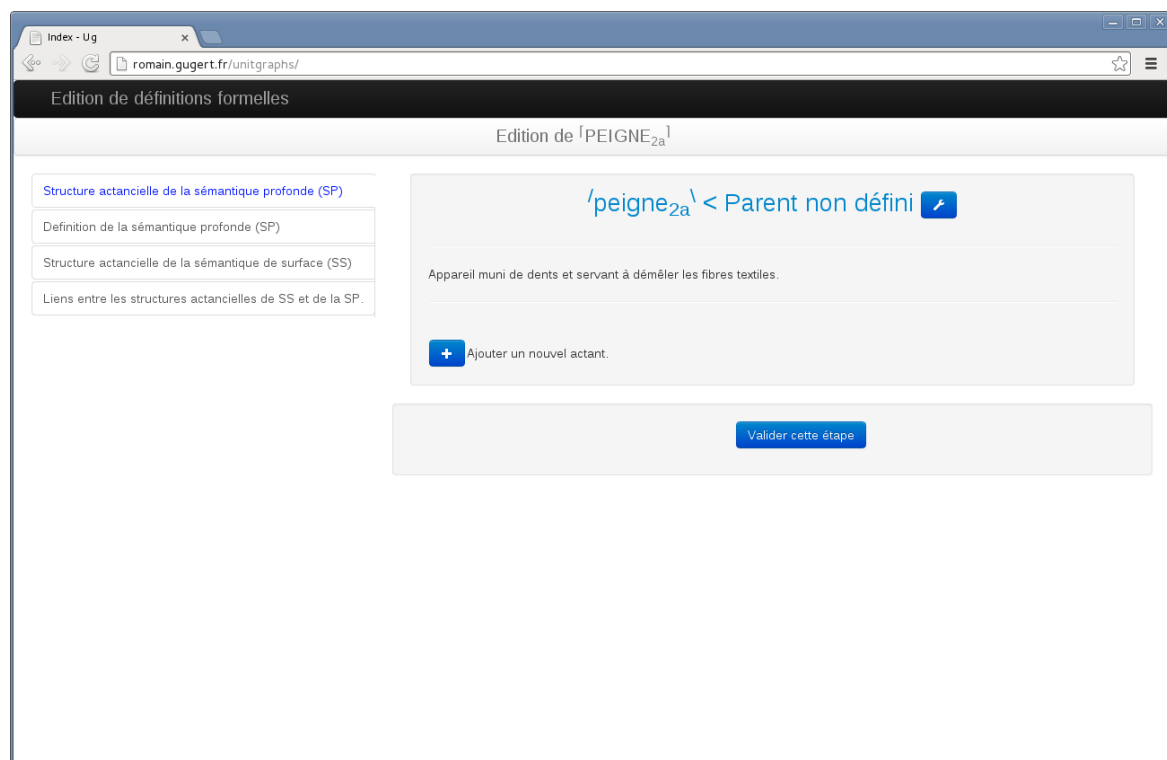 Index - Ug
romain.gugert.fr/unitgraphs/
Edition de définitions formelles
Edition de ⌈PEIGNE₂ₐ⌉
Structure actancielle de la sémantique profonde (SP)
Definition de la sémantique profonde (SP)
Structure actancielle de la sémantique de surface (SS)
Liens entre les structures actancielles de SS et de la SP.
/peigne₂ₐ\ < Parent non défini
Appareil muni de dents et servant à démêler les fibres textiles.
Ajouter un nouvel actant.
Valider cette étape